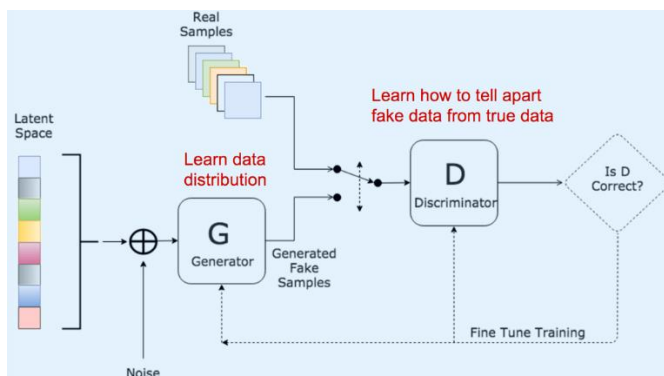 Real
Samples
Learn how to tell apart
fake data from true data
Latent
Space
Learn data
distribution
Is D
Correct?
D
Discriminator
G
Generator
Generated
Fake
Samples
Fine Tune Training
Noise